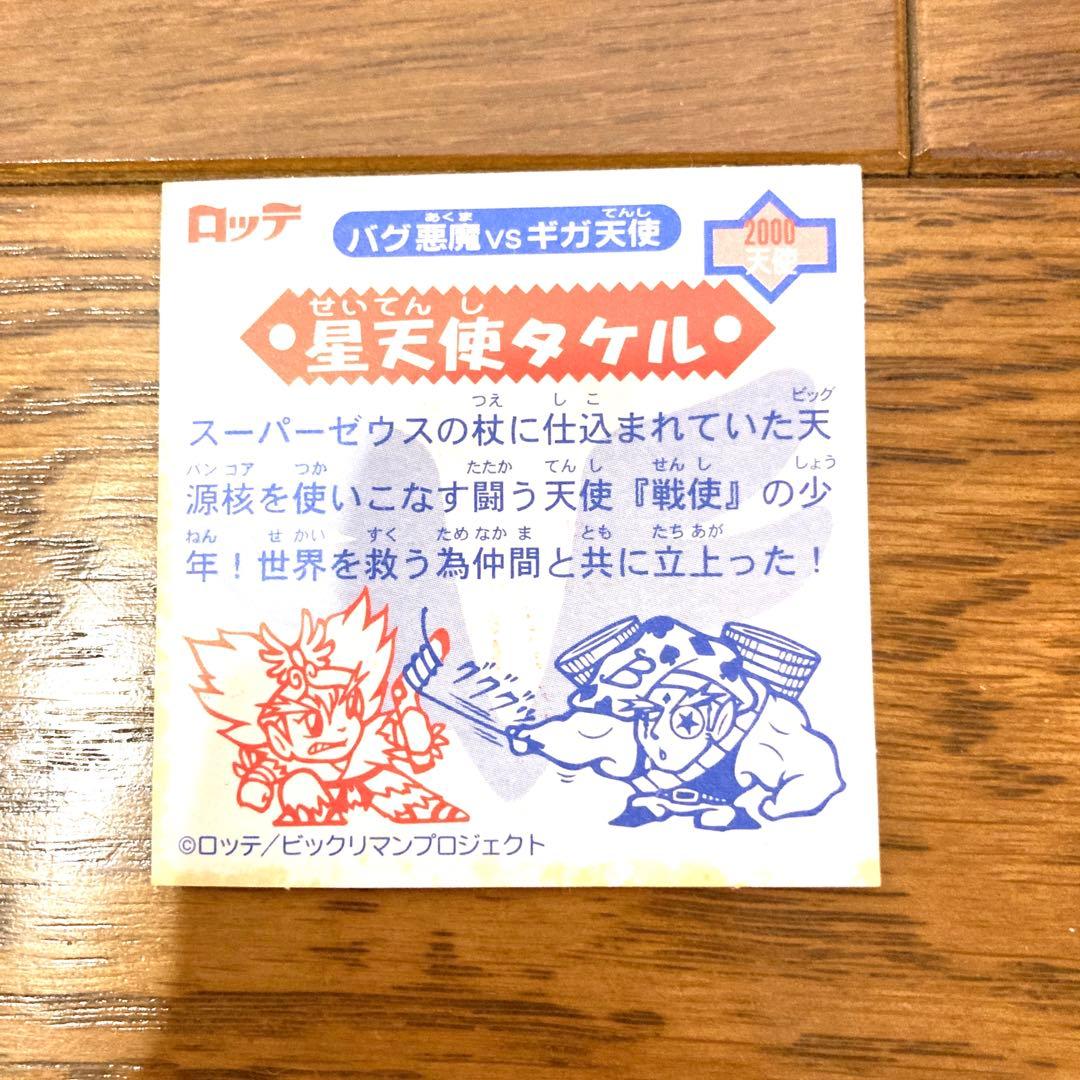 ロッテ
あくま てんし
バグ悪魔VSギガ天使
2000
天使
せいてんし
星天使タケル
つえ しこ ビッグ
スーパーゼウスの杖に仕込まれていた天
バンコア つか たたか てんし せんし しょう
源核を使いこなす闘う天使『戦使』の少
ねん せかい すく ためなかま とも たちあが
年！世界を救う為仲間と共に立上った！
ググググッ
B
©ロッテ/ビックリマンプロジェクト